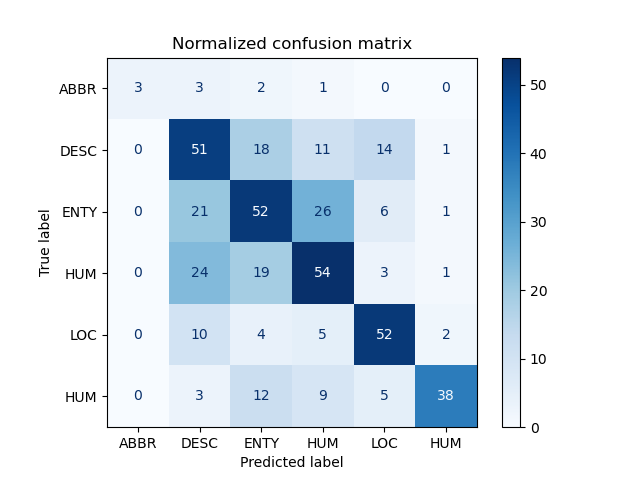 Normalized confusion matrix
ABBR 3 3 2 1 0 0
DESC 0 51 18 11 14 1
ENTY 0 21 52 26 6 1
HUM 0 24 19 54 3 1
LOC 0 10 4 5 52 2
HUM 0 3 12 9 5 38
ABBR DESC ENTY HUM LOC HUM
Predicted label
True label
50
40
30
20
10
0